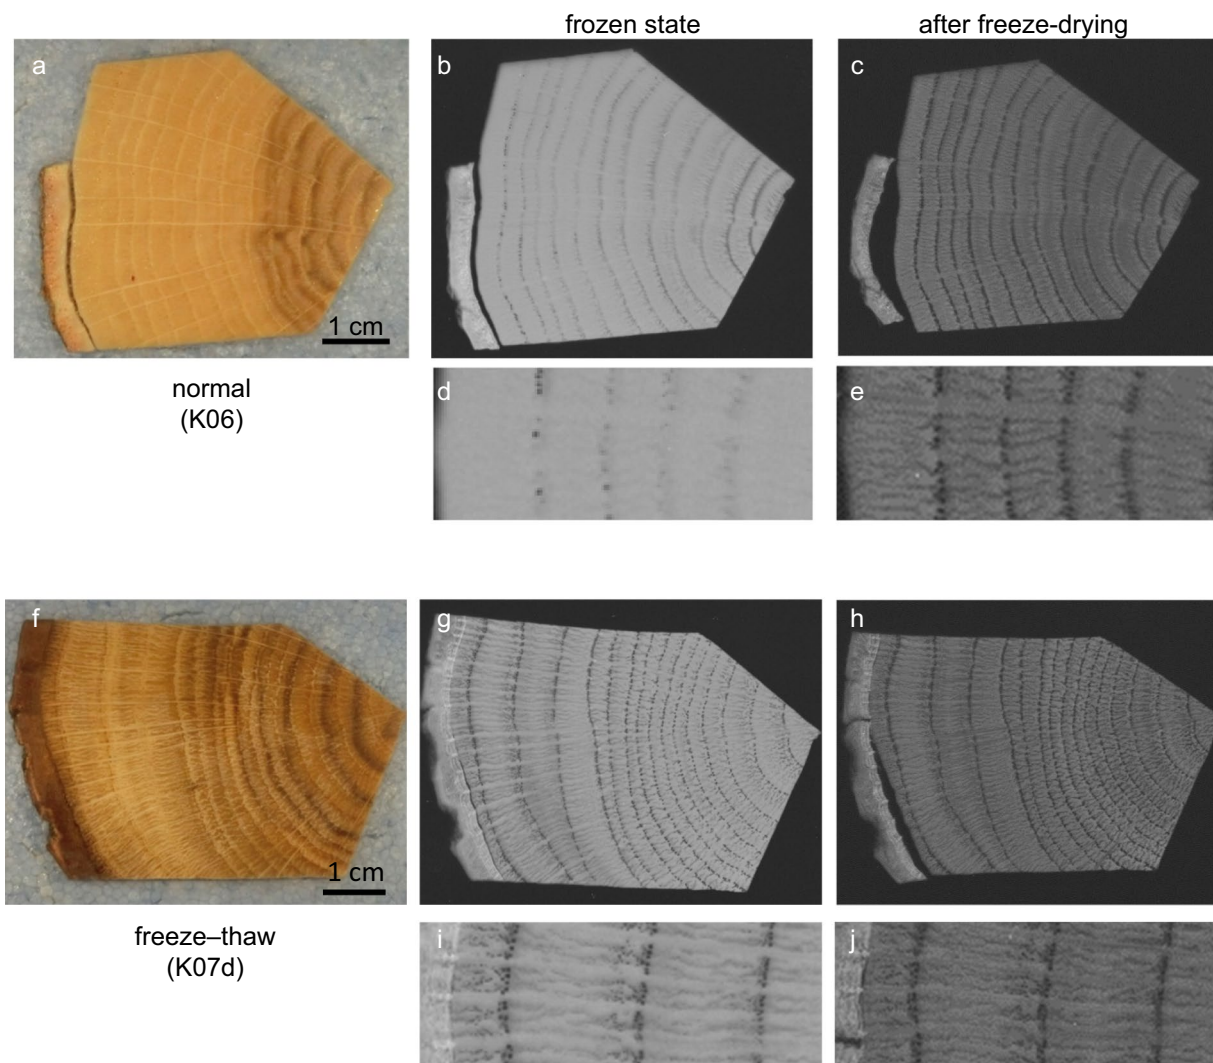 frozen state
after freeze-drying
a
b
c
1 cm
normal
(K06)
d
e
f
g
h
1 cm
freeze–thaw
(K07d)
i
j